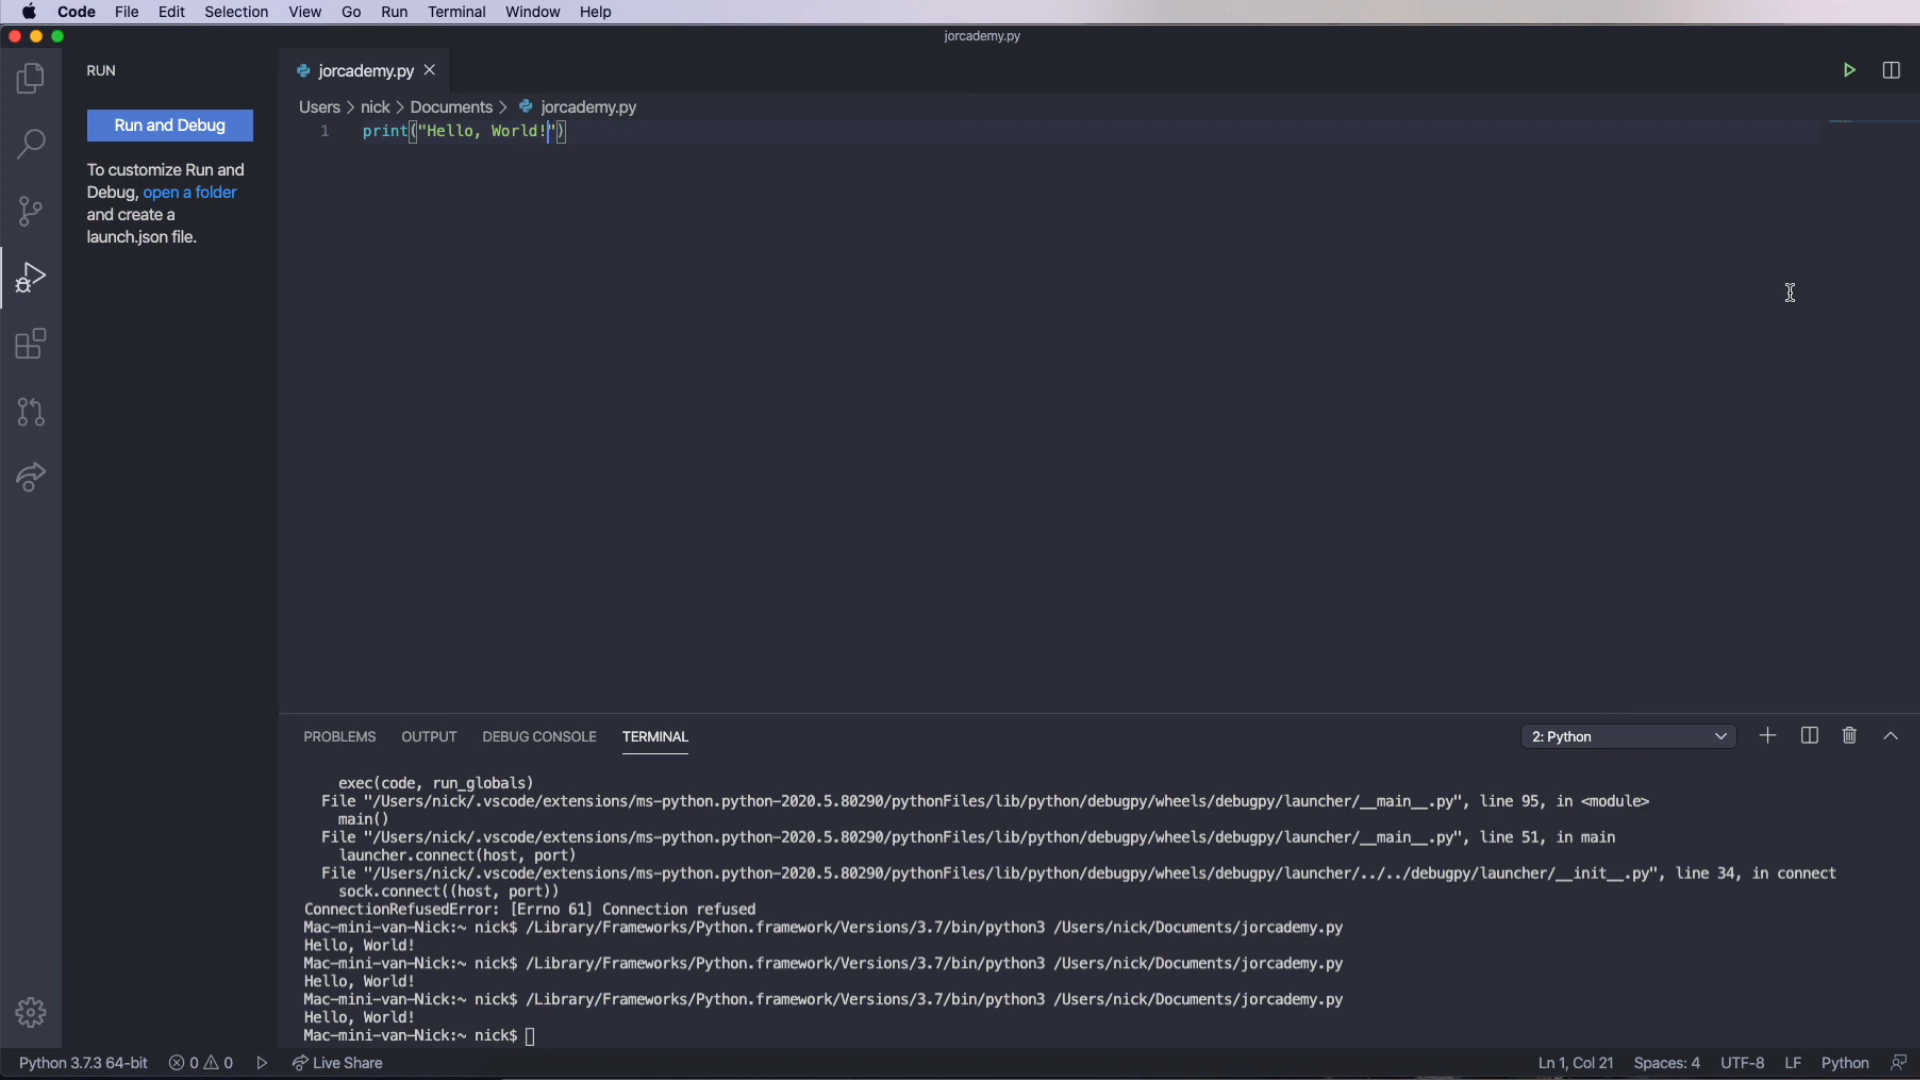 Code File Edit Selection View Go Run Terminal Window Help
jorcademy.py
RUN
jorcademy.py
Run and Debug
Users > nick > Documents > jorcademy.py
1 print("Hello, World!")
To customize Run and
Debug, open a folder
and create a
launch.json file.
PROBLEMS OUTPUT DEBUG CONSOLE TERMINAL 2: Python
exec(code, run_globals)
File "/Users/nick/.vscode/extensions/ms-python.python-2020.5.80290/pythonFiles/lib/python/debugpy/wheels/debugpy/launcher/__main__.py", line 95, in <module>
main()
File "/Users/nick/.vscode/extensions/ms-python.python-2020.5.80290/pythonFiles/lib/python/debugpy/wheels/debugpy/launcher/__main__.py", line 51, in main
launcher.connect(host, port)
File "/Users/nick/.vscode/extensions/ms-python.python-2020.5.80290/pythonFiles/lib/python/debugpy/wheels/debugpy/launcher/../../debugpy/launcher/__init__.py", line 34, in connect
sock.connect((host, port))
ConnectionRefusedError: [Errno 61] Connection refused
Mac-mini-van-Nick:~ nick$ /Library/Frameworks/Python.framework/Versions/3.7/bin/python3 /Users/nick/Documents/jorcademy.py
Hello, World!
Mac-mini-van-Nick:~ nick$ /Library/Frameworks/Python.framework/Versions/3.7/bin/python3 /Users/nick/Documents/jorcademy.py
Hello, World!
Mac-mini-van-Nick:~ nick$ /Library/Frameworks/Python.framework/Versions/3.7/bin/python3 /Users/nick/Documents/jorcademy.py
Hello, World!
Mac-mini-van-Nick:~ nick$
Python 3.7.3 64-bit 0 0 Live Share Ln 1, Col 21 Spaces: 4 UTF-8 LF Python